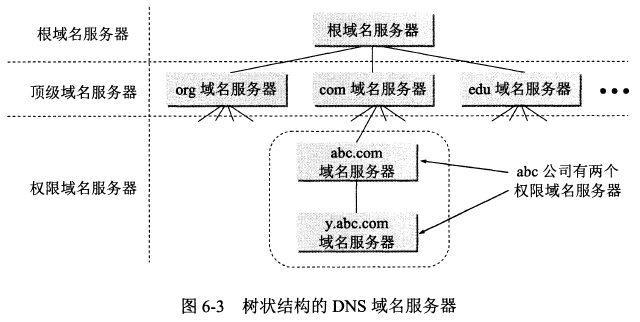 根域名服务器
根域名服务器
顶级域名服务器
org 域名服务器
com 域名服务器
edu 域名服务器
•••
权限域名服务器
abc.com
域名服务器
abc 公司有两个
权限域名服务器
y.abc.com
域名服务器
图 6-3 树状结构的 DNS 域名服务器